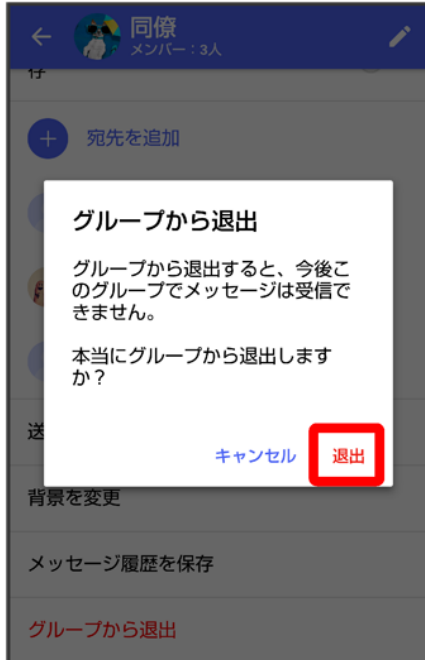 同僚
メンバー：3人
存
宛先を追加
グループから退出
グループから退出すると、今後こ
のグループでメッセージは受信で
きません。
本当にグループから退出します
か？
キャンセル 退出
送
背景を変更
メッセージ履歴を保存
グループから退出